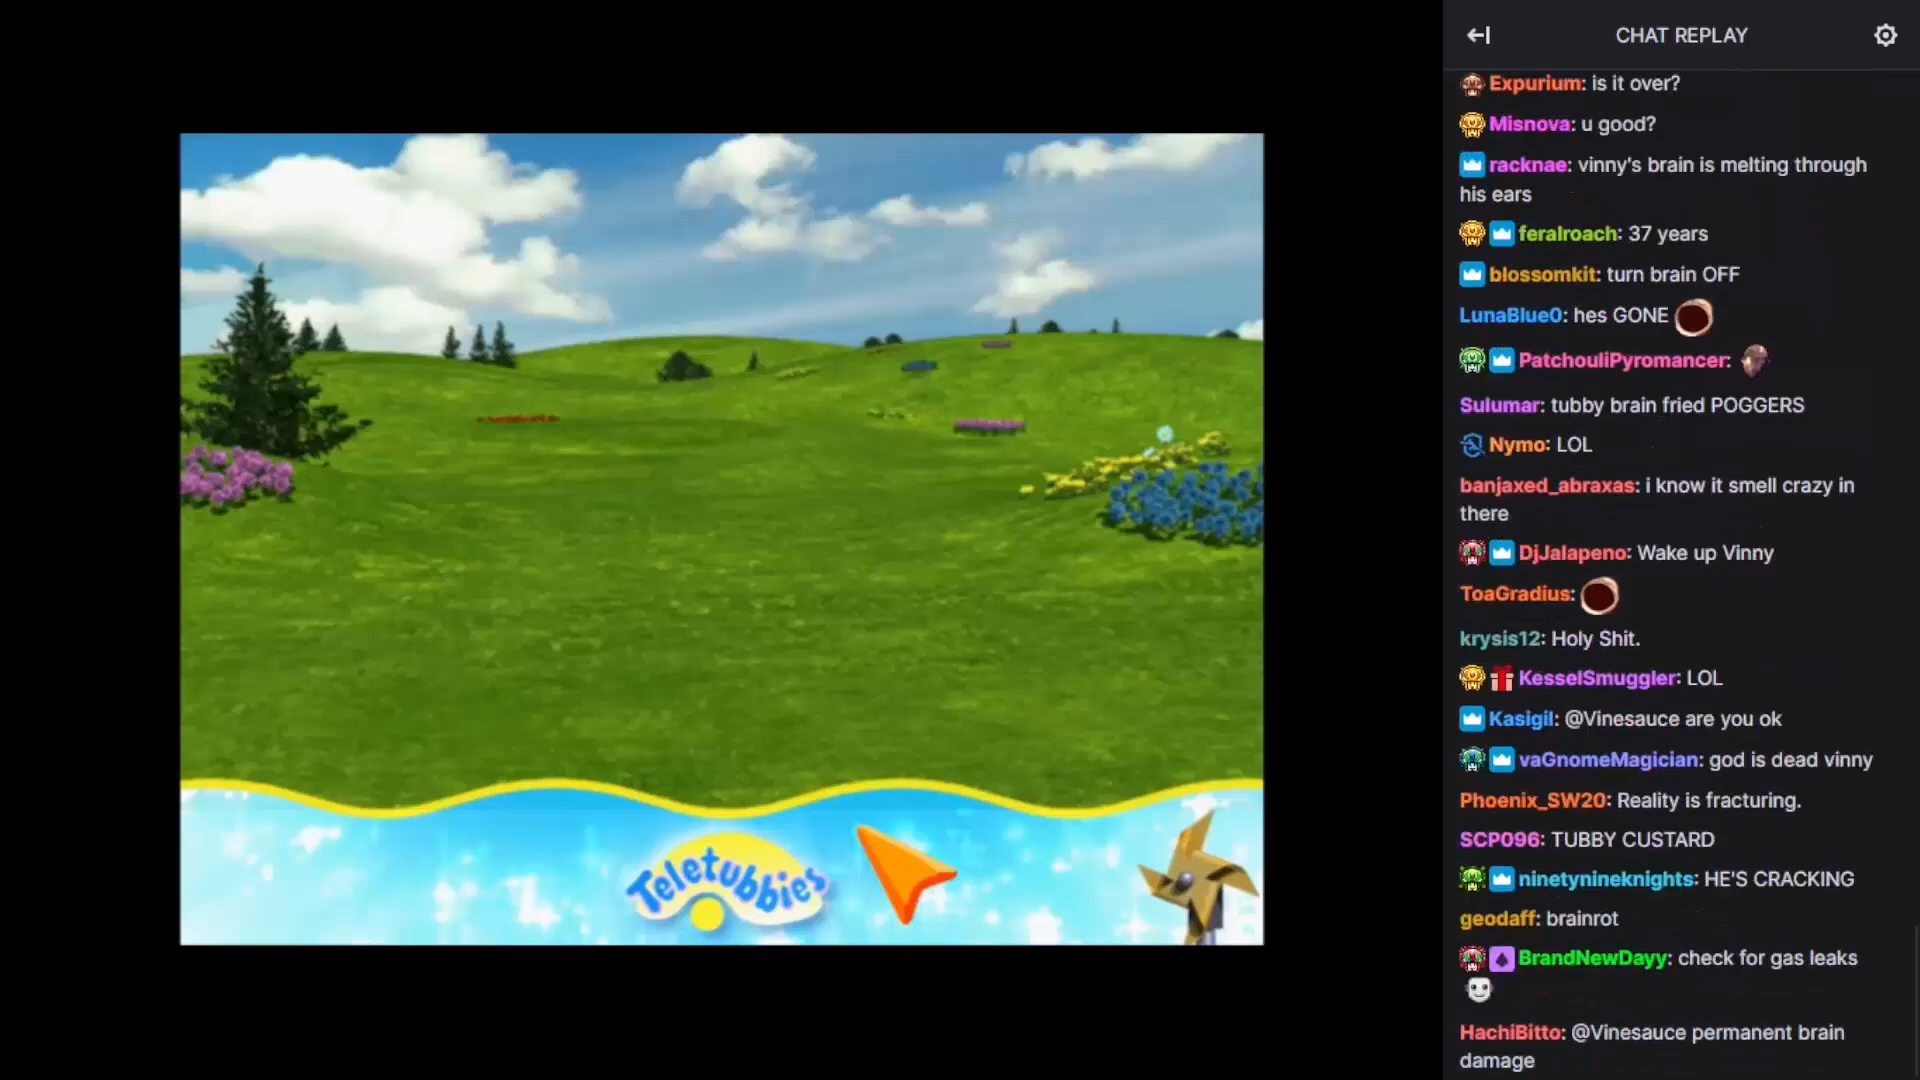 CHAT REPLAY
Expurium: is it over?
Misnova: u good?
racknae: vinny's brain is melting through
his ears
feralroach: 37 years
blossomkit: turn brain OFF
LunaBlue0: hes GONE
PatchouliPyromancer:
Sulumar: tubby brain fried POGGERS
Nymo: LOL
banjaxed_abraxas: i know it smell crazy in
there
DjJalapeno: Wake up Vinny
ToaGradius:
krysis12: Holy Shit.
KesselSmuggler: LOL
Kasigil: @Vinesauce are you ok
vaGnomeMagician: god is dead vinny
Phoenix_SW20: Reality is fracturing.
SCP096: TUBBY CUSTARD
ninetynineknights: HE'S CRACKING
geodaff: brainrot
BrandNewDayy: check for gas leaks
HachiBitto: @Vinesauce permanent brain
damage
Teletubbies